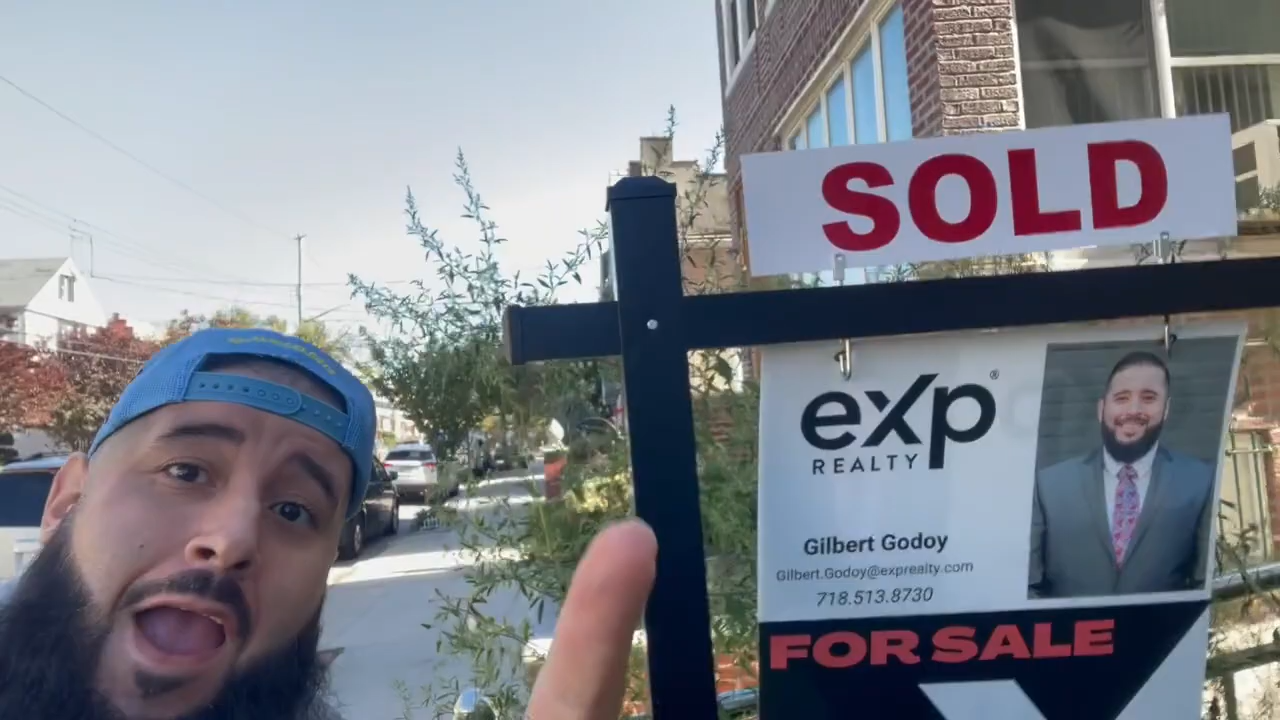 SOLD
exp®
REALTY
Gilbert Godoy
Gilbert.Godoy@exprealty.com
718.513.8730
FOR SALE